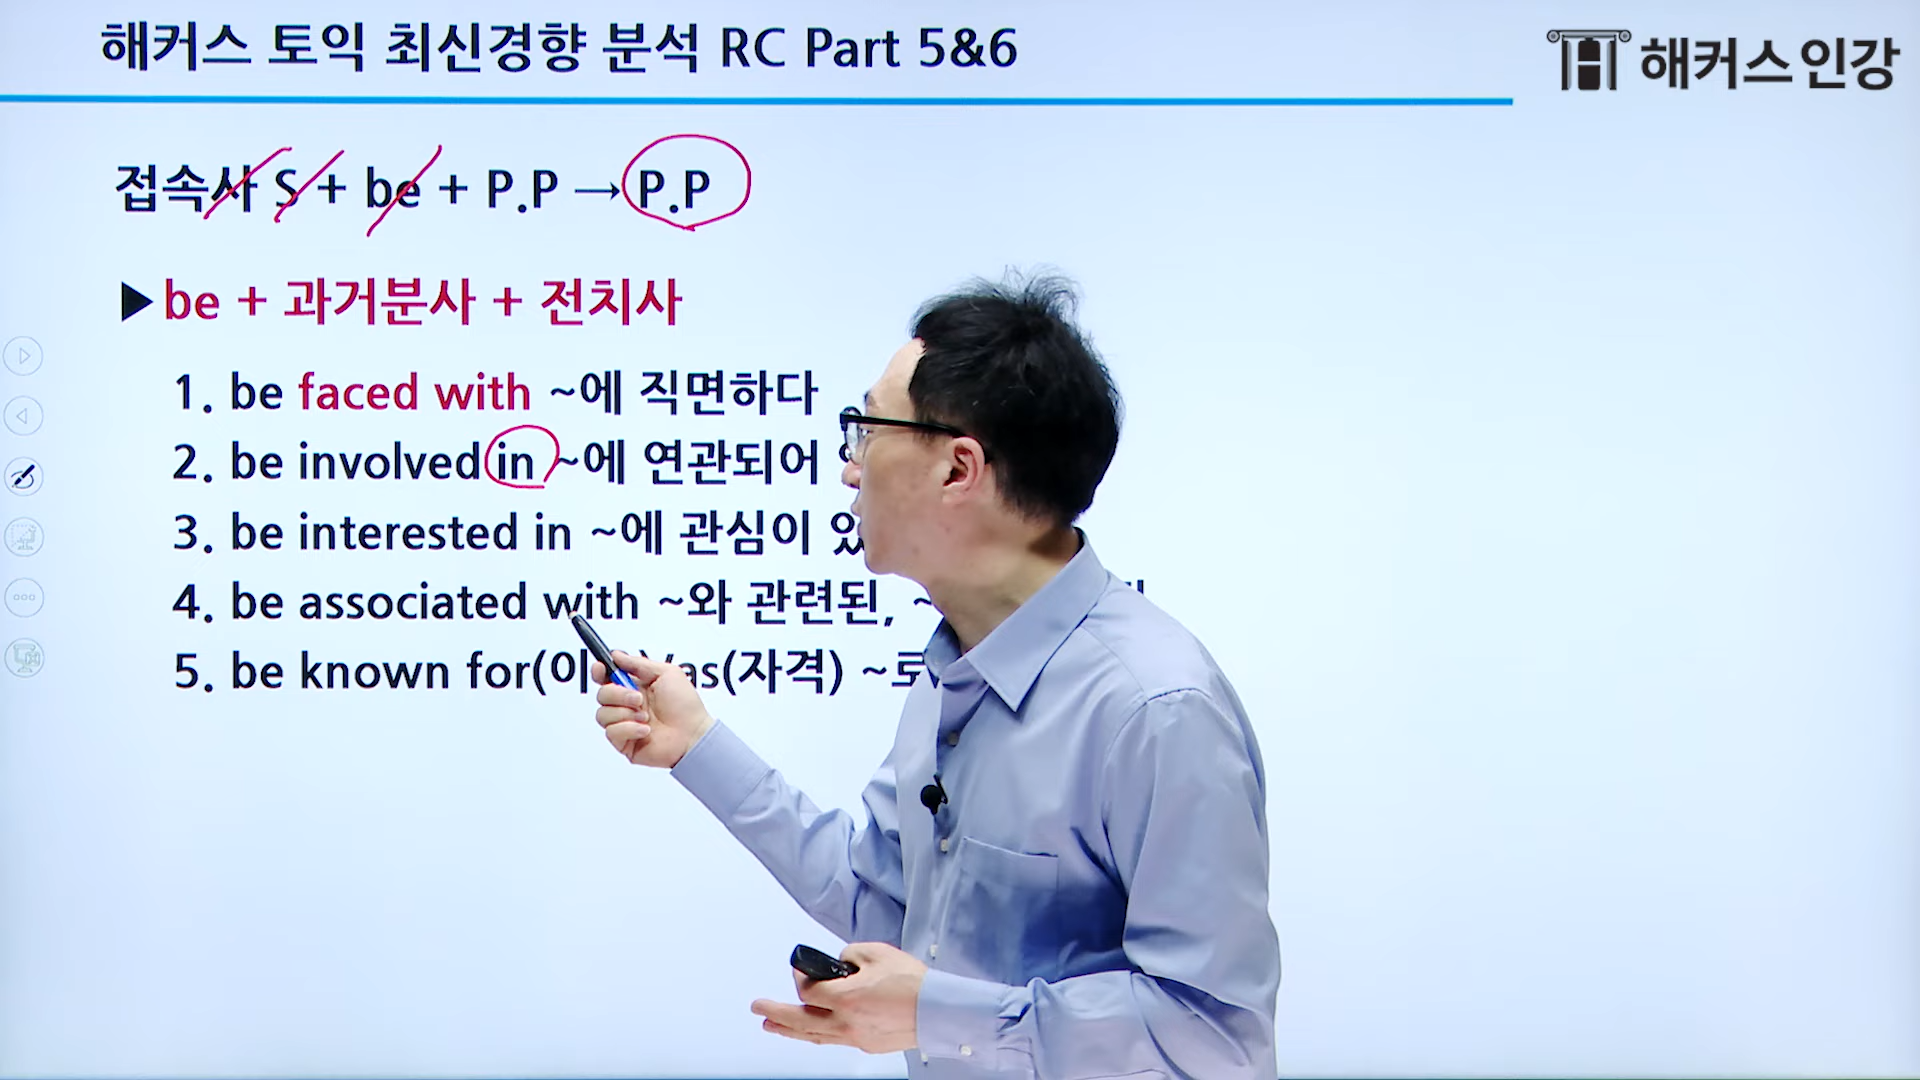 해커스 토익 최신경향 분석 RC Part 5&6
해커스인강
접속사 S + be + P.P → P.P
▶be + 과거분사 + 전치사
1. be faced with ~에 직면하다
2. be involved in ~에 연관되어
3. be interested in ~에 관심이
4. be associated with ~와 관련된, ~
5. be known for(이 as(자격) ~로